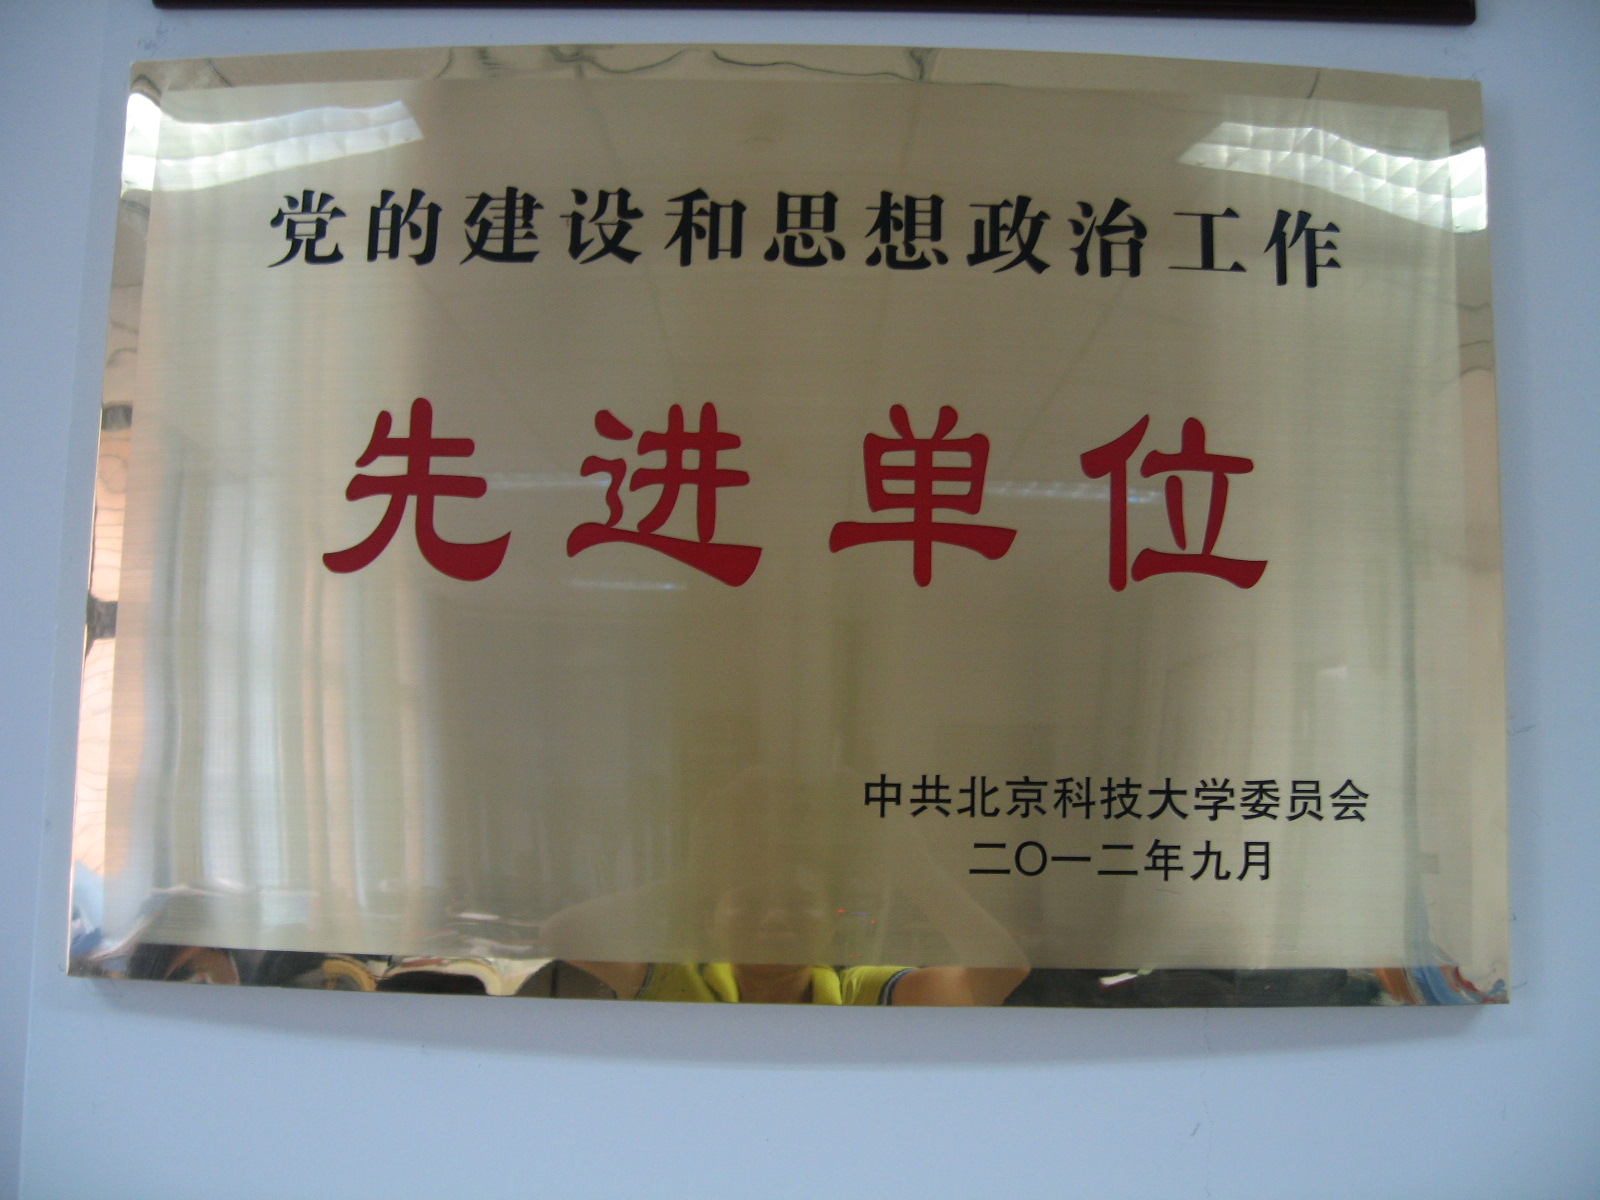 党的建设和思想政治工作
先进单位
中共北京科技大学委员会
二〇一二年九月